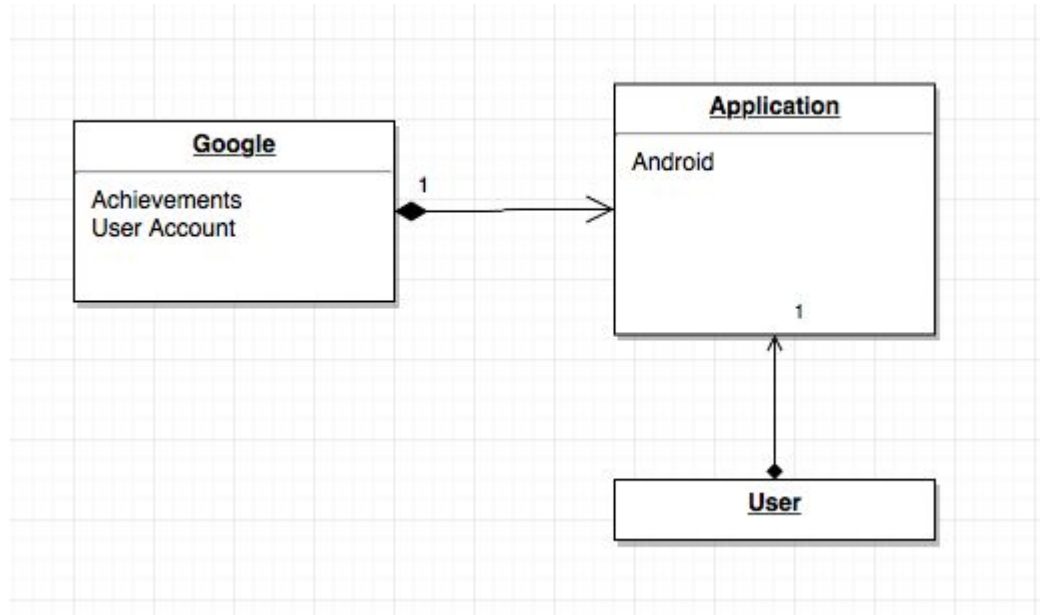 Google
Achievements
User Account
1
Application
Android
1
User